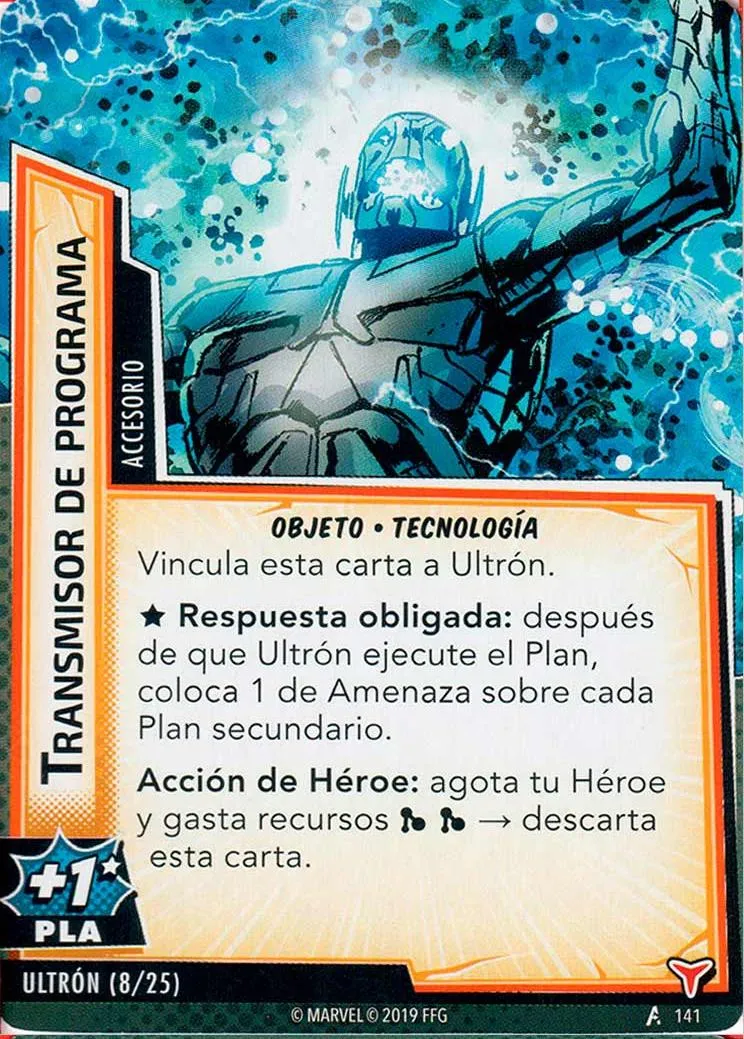 TRANSMISOR DE PROGRAMA
ACCESORIO
OBJETO • TECNOLOGÍA
Vincula esta carta a Ultrón.
★ Respuesta obligada: después
de que Ultrón ejecute el Plan,
coloca 1 de Amenaza sobre cada
Plan secundario.
Acción de Héroe: agota tu Héroe
y gasta recursos → descarta
esta carta.
+1★
PLA
ULTRÓN (8/25)
© MARVEL © 2019 FFG
141